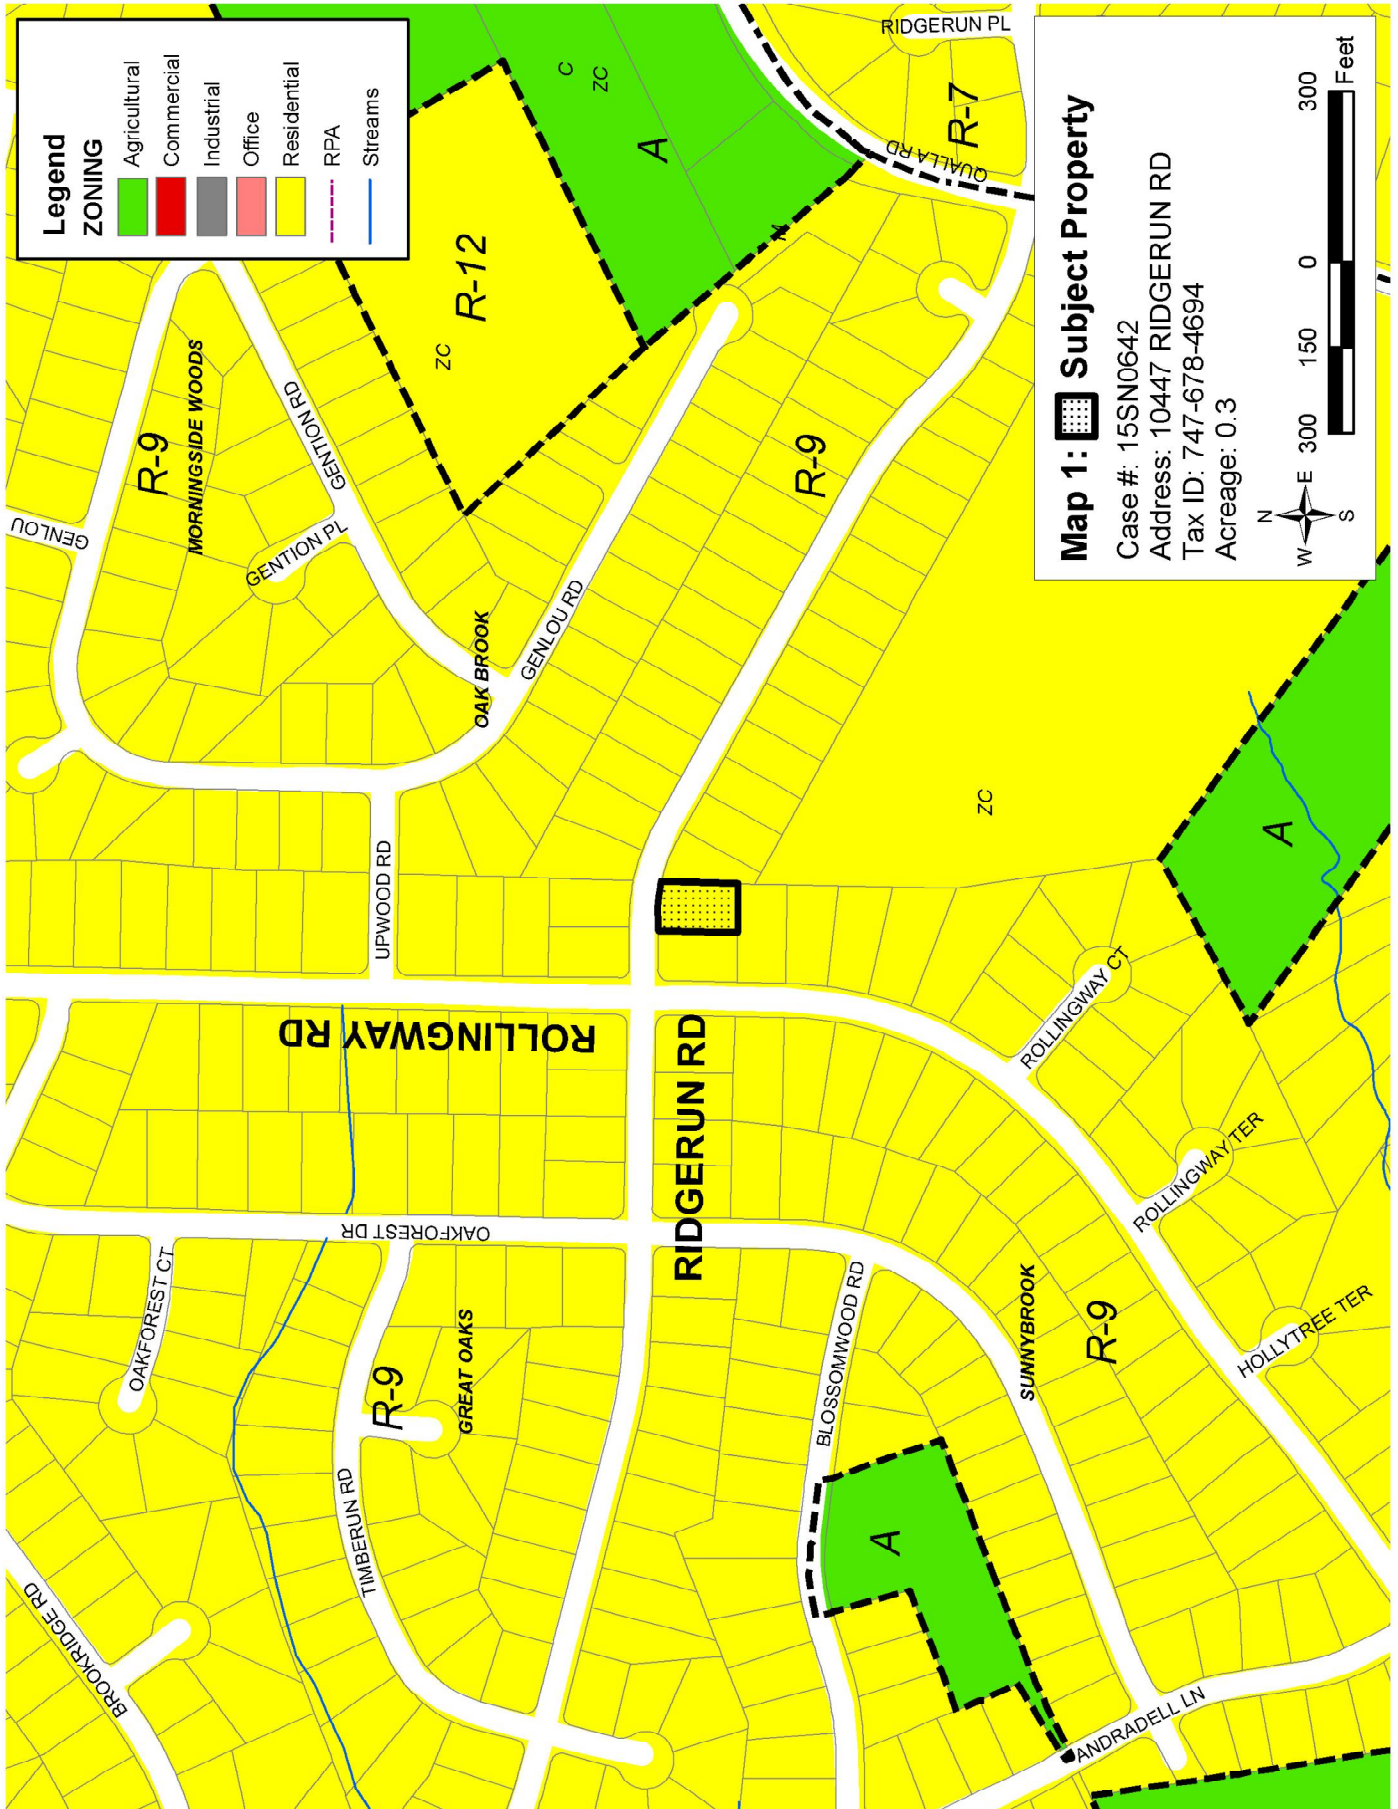 Legend
ZONING
Agricultural
Commercial
Industrial
Office
Residential
RPA
Streams
BROOKRIDGE RD
OAKFOREST CT
TIMBERUN RD
R-9
GREAT OAKS
OAKFOREST DR
ROLLINGWAY RD
UPWOOD RD
GENLOU
R-9
MORNINGSIDE WOODS
GENTION PL
GENTION RD
OAK BROOK
GENLOU RD
ZC
R-12
C
ZC
A
M
QUALLA RD
RIDGERUN PL
R-7
R-9
RIDGERUN RD
BLOSSOMWOOD RD
A
SUNNYBROOK
R-9
ANDRADELL LN
HOLLYTREE TER
ROLLINGWAY TER
ROLLINGWAY CT
ZC
A
Map 1: Subject Property
Case #: 15SN0642
Address: 10447 RIDGERUN RD
Tax ID: 747-678-4694
Acreage: 0.3
N
W E
S
300 150 0 300
Feet